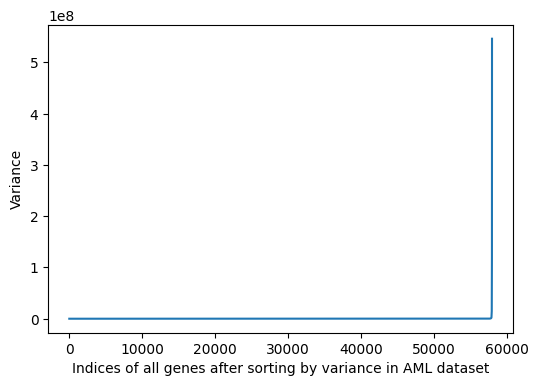 1e8
5
4
3
2
1
0
Variance
0 10000 20000 30000 40000 50000 60000
Indices of all genes after sorting by variance in AML dataset